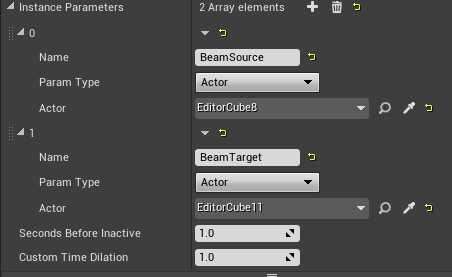 Instance Parameters 2 Array elements
0
Name BeamSource
Param Type Actor
Actor EditorCube8
1
Name BeamTarget
Param Type Actor
Actor EditorCube11
Seconds Before Inactive 1.0
Custom Time Dilation 1.0